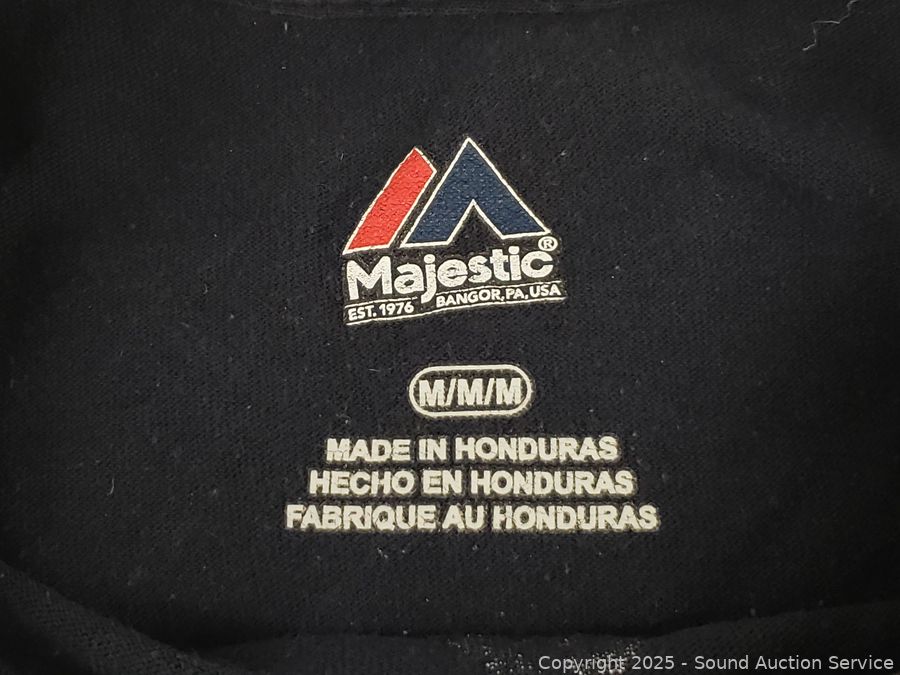 Majestic®
EST. 1976 BANGOR, PA, USA
M/M/M
MADE IN HONDURAS
HECHO EN HONDURAS
FABRIQUE AU HONDURAS
Copyright 2025 - Sound Auction Service